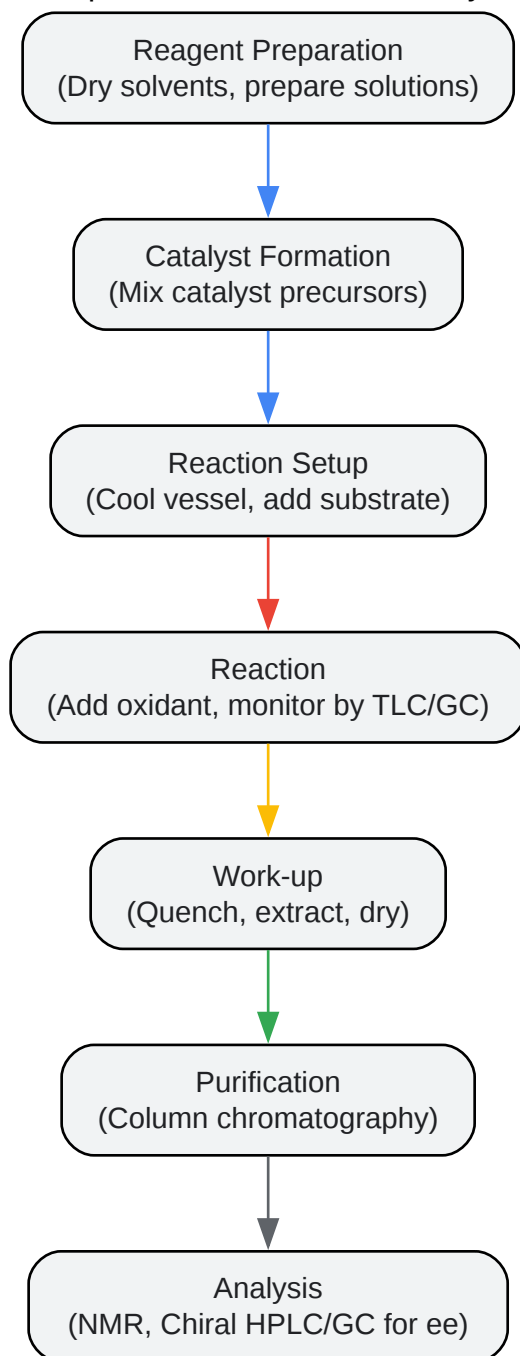 Reagent Preparation
(Dry solvents, prepare solutions)
Catalyst Formation
(Mix catalyst precursors)
Reaction Setup
(Cool vessel, add substrate)
Reaction
(Add oxidant, monitor by TLC/GC)
Work-up
(Quench, extract, dry)
Purification
(Column chromatography)
Analysis
(NMR, Chiral HPLC/GC for ee)